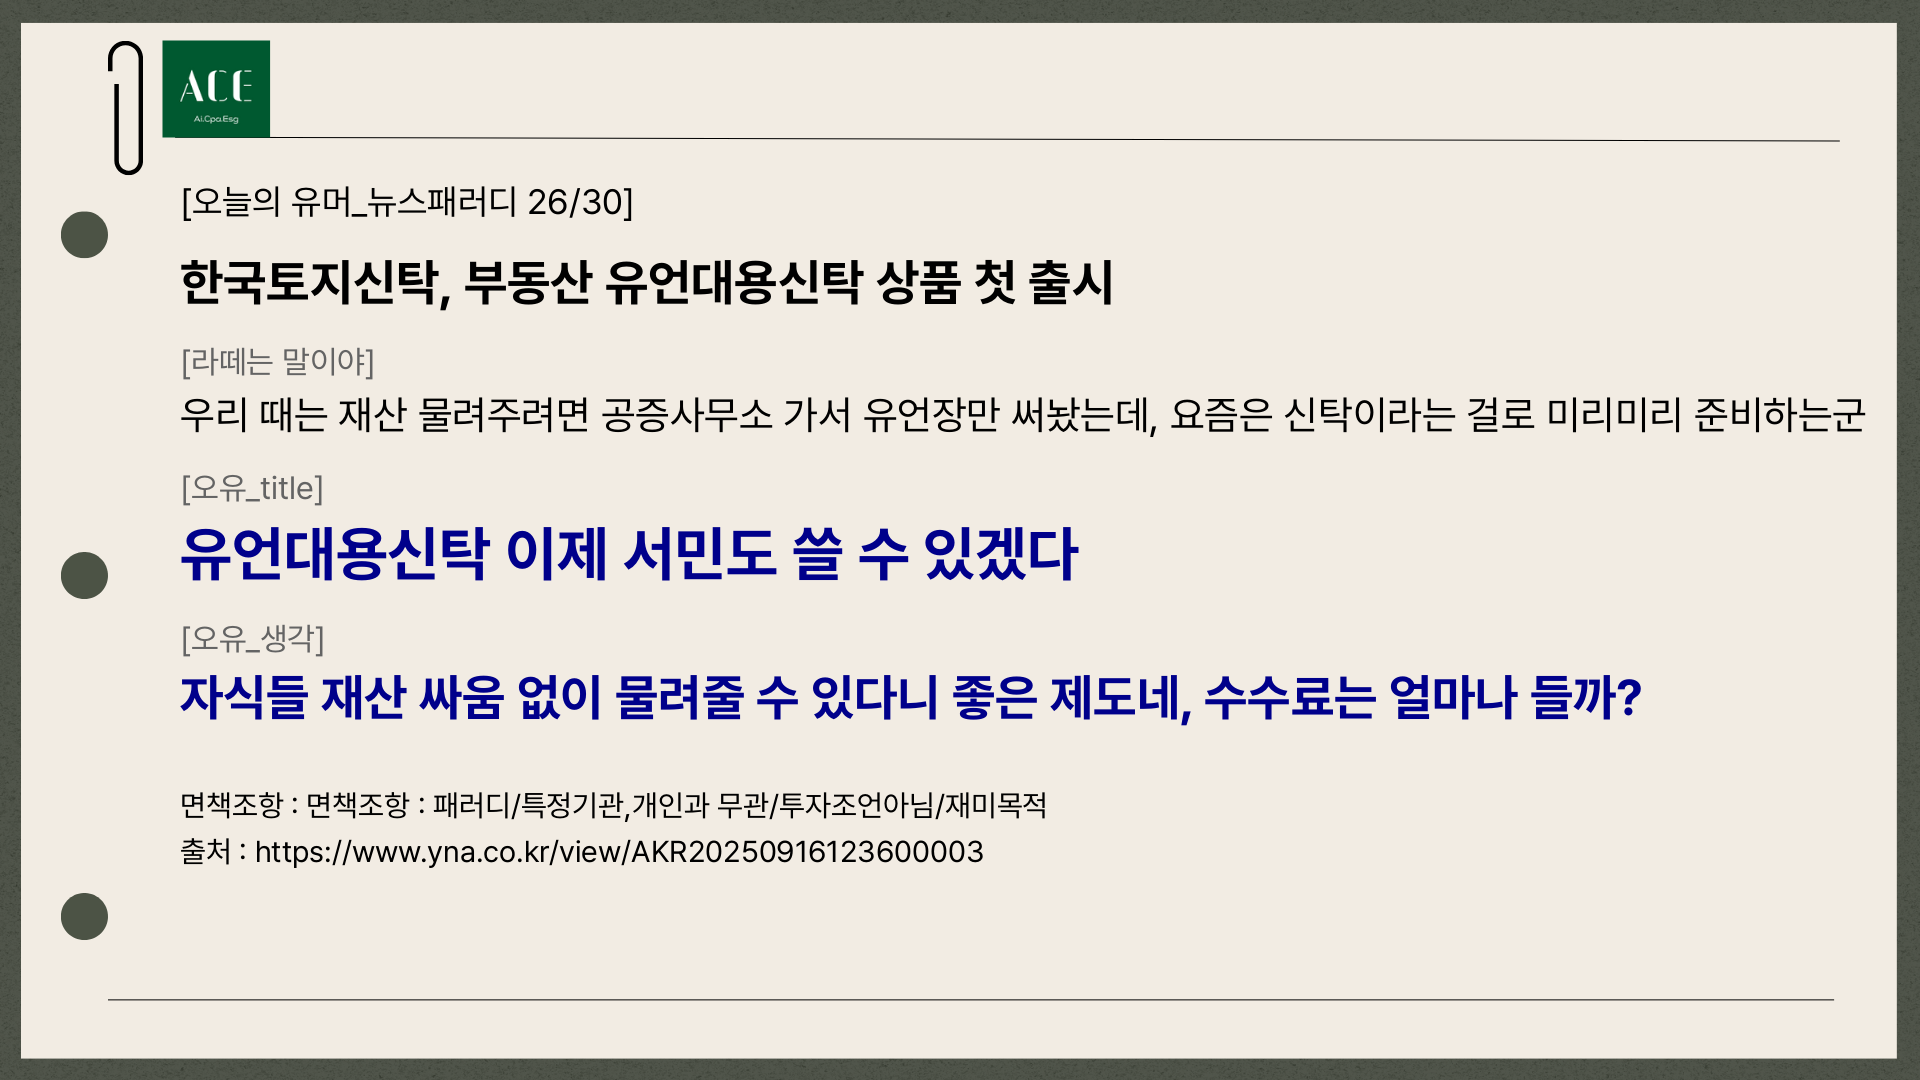 ACE
Ai.Cpa.Esg
[오늘의 유머_뉴스패러디 26/30]
한국토지신탁, 부동산 유언대용신탁 상품 첫 출시
[라떼는 말이야]
우리 때는 재산 물려주려면 공증사무소 가서 유언장만 써놨는데, 요즘은 신탁이라는 걸로 미리미리 준비하는군
[오유_title]
유언대용신탁 이제 서민도 쓸 수 있겠다
[오유_생각]
자식들 재산 싸움 없이 물려줄 수 있다니 좋은 제도네, 수수료는 얼마나 들까?
면책조항 : 면책조항 : 패러디/특정기관,개인과 무관/투자조언아님/재미목적
출처 : https://www.yna.co.kr/view/AKR20250916123600003